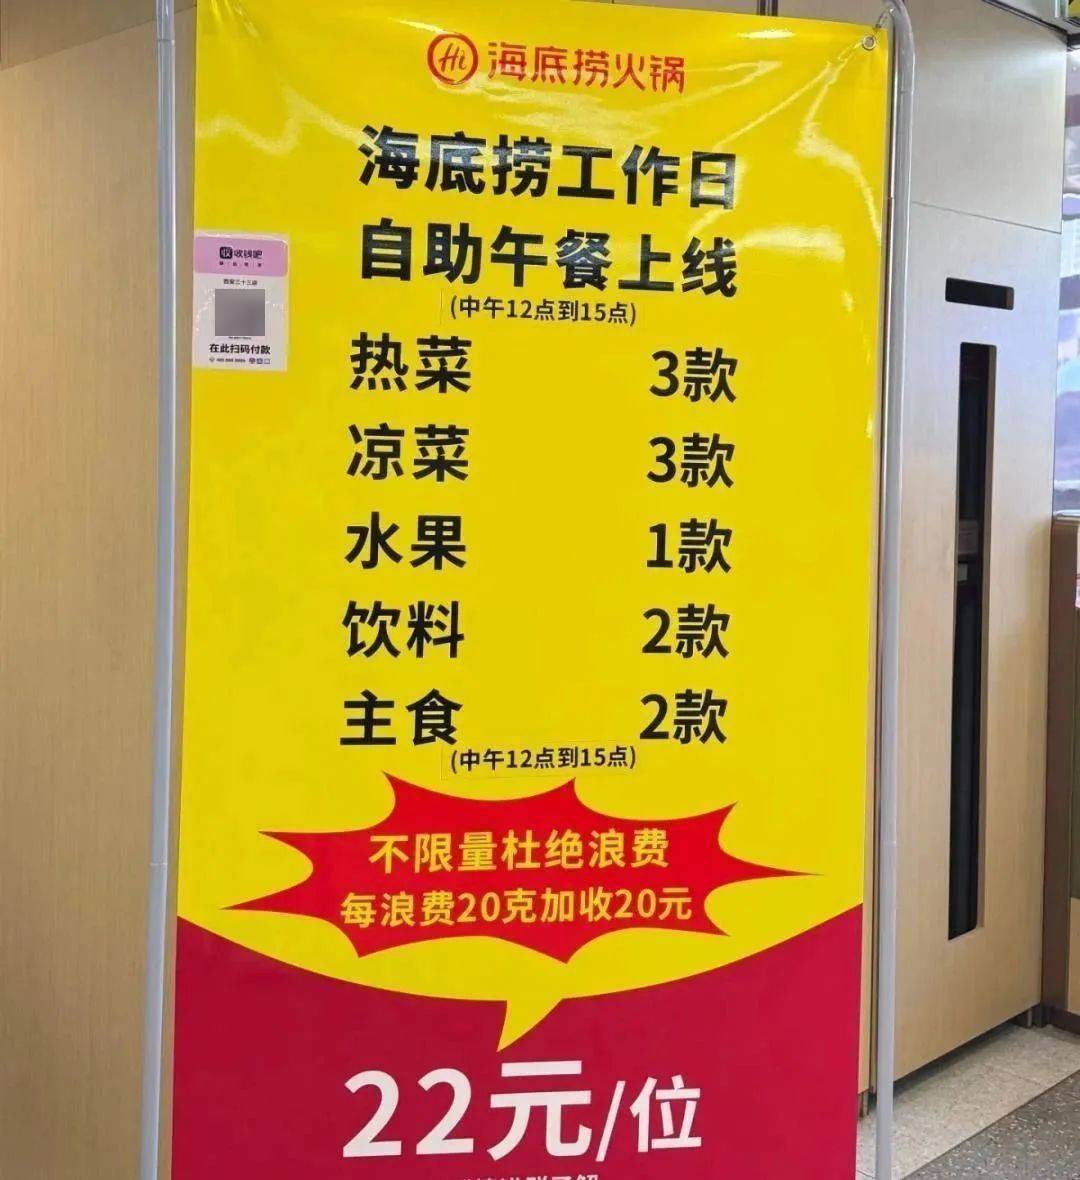 Hi 海底捞火锅
海底捞工作日
自助午餐上线
(中午12点到15点)
收钱吧
在此扫码付款
热菜 3款
凉菜 3款
水果 1款
饮料 2款
主食 2款
(中午12点到15点)
不限量杜绝浪费
每浪费20克加收20元
22元/位